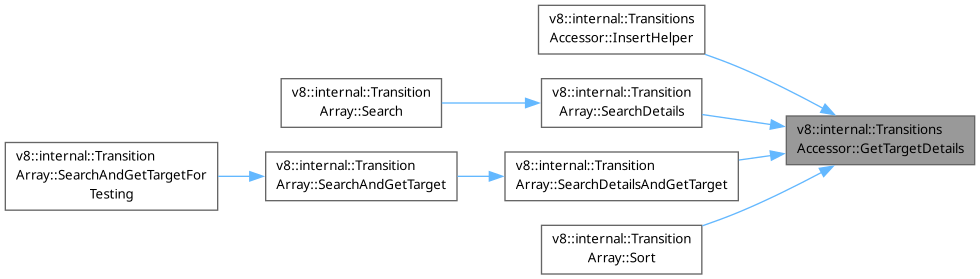 v8::internal::Transitions
Accessor::InsertHelper
v8::internal::Transition
Array::Search
v8::internal::Transition
Array::SearchDetails
v8::internal::Transitions
Accessor::GetTargetDetails
v8::internal::Transition
Array::SearchAndGetTargetFor
Testing
v8::internal::Transition
Array::SearchAndGetTarget
v8::internal::Transition
Array::SearchDetailsAndGetTarget
v8::internal::Transition
Array::Sort